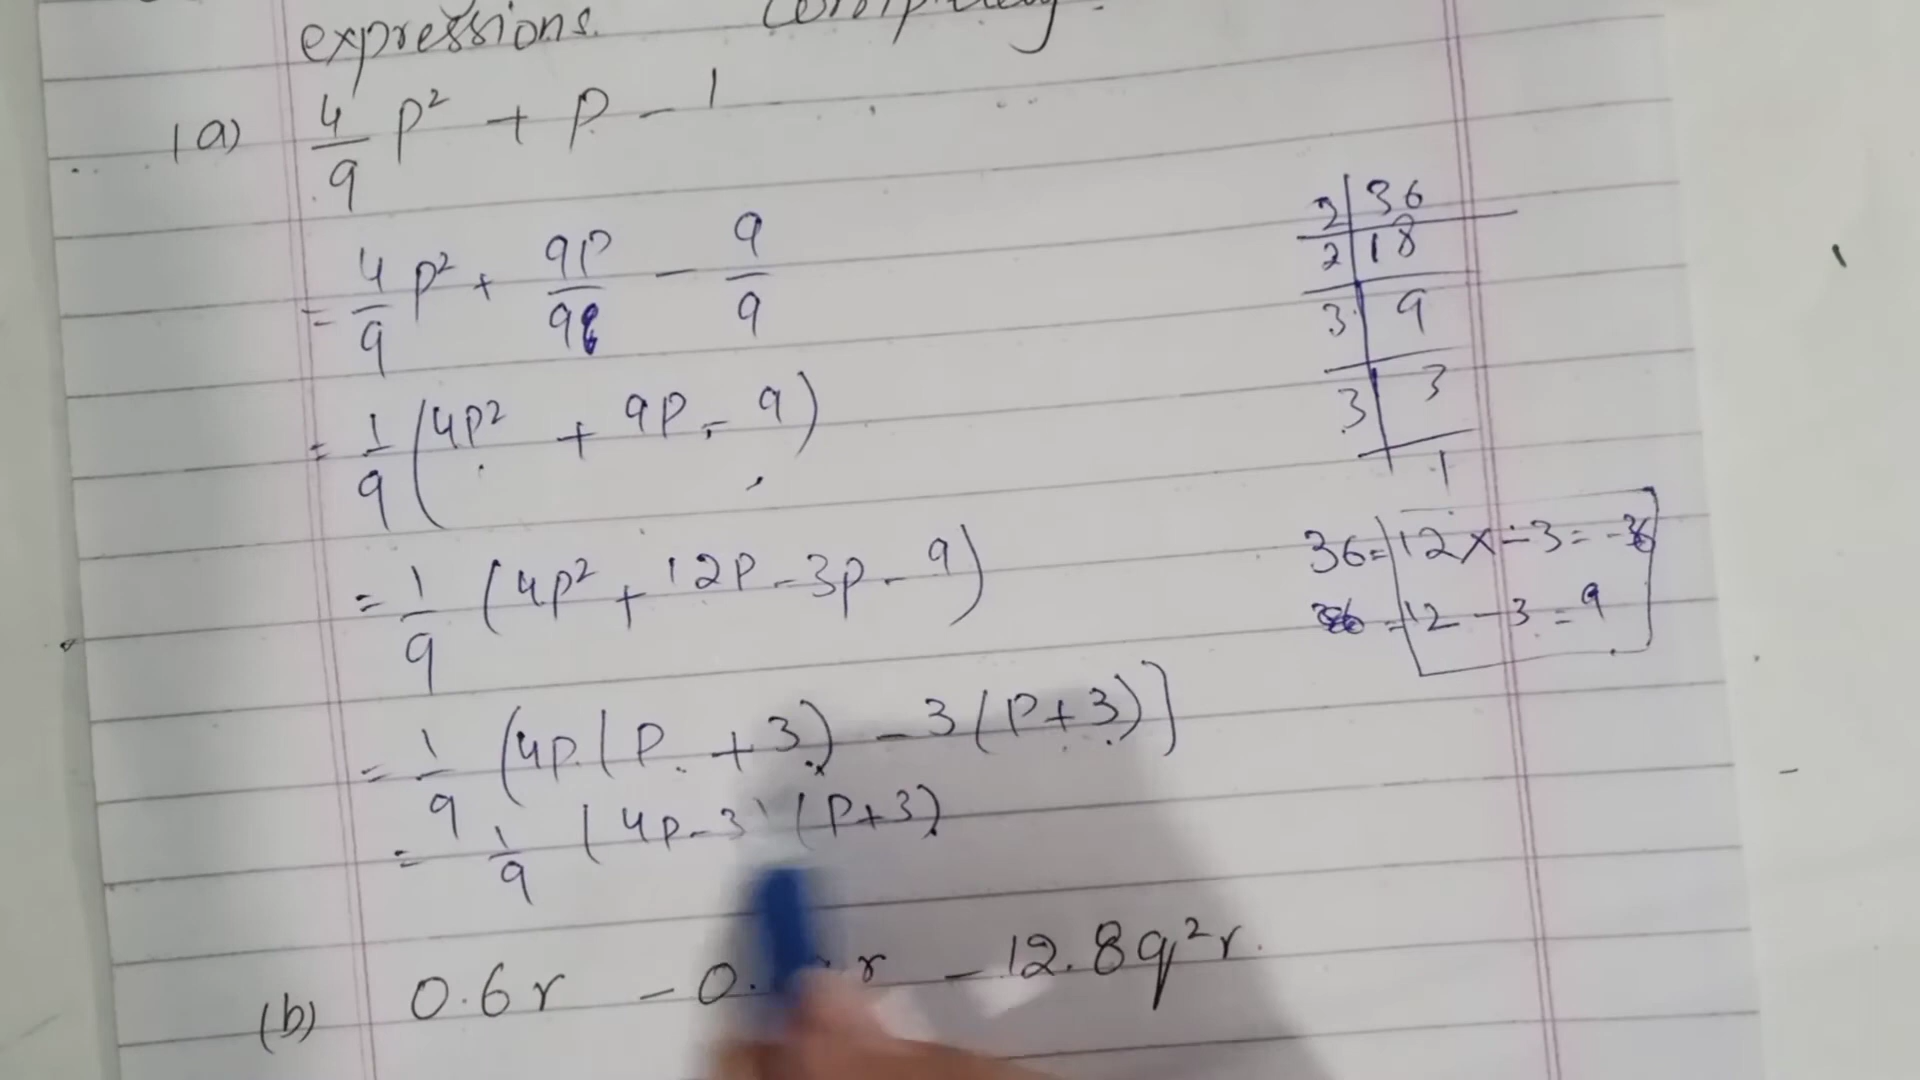 expressions. completely.
1a) 4/9 p² + p - 1
= 4/9 p² + 9p/9 - 9/9
= 1/9 (4p² + 9p - 9)
= 1/9 (4p² + 12p - 3p - 9)
= 1/9 (4p (p + 3) - 3 (p+3)]
= 1/9 (4p-3) (p+3)
(b) 0.6r - 0. r - 12.8q²r.
2|36
2|18
3|9
3|3
1
36= 12 x -3 = -36
= 12 - 3 = 9